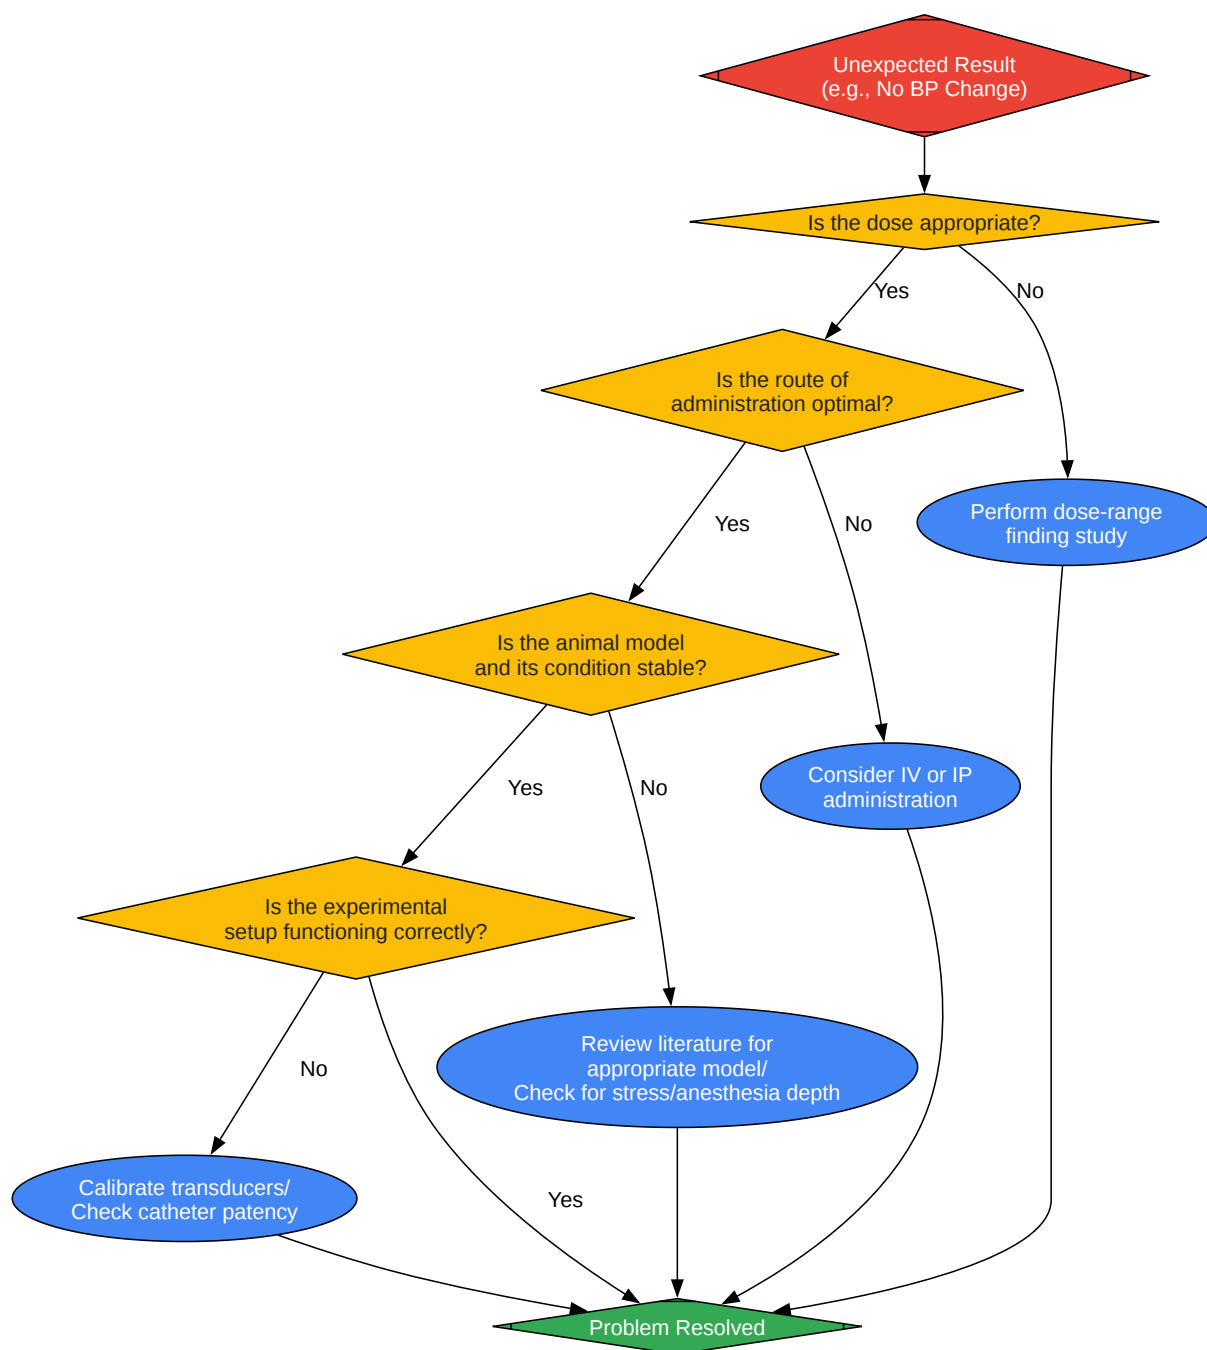 Unexpected Result
(e.g., No BP Change)
Is the dose appropriate?
Yes
No
Is the route of
administration optimal?
Yes
No
Perform dose-range
finding study
Is the animal model
and its condition stable?
Yes
No
Consider IV or IP
administration
Is the experimental
setup functioning correctly?
No
Yes
Review literature for
appropriate model/
Check for stress/anesthesia depth
Calibrate transducers/
Check catheter patency
Problem Resolved